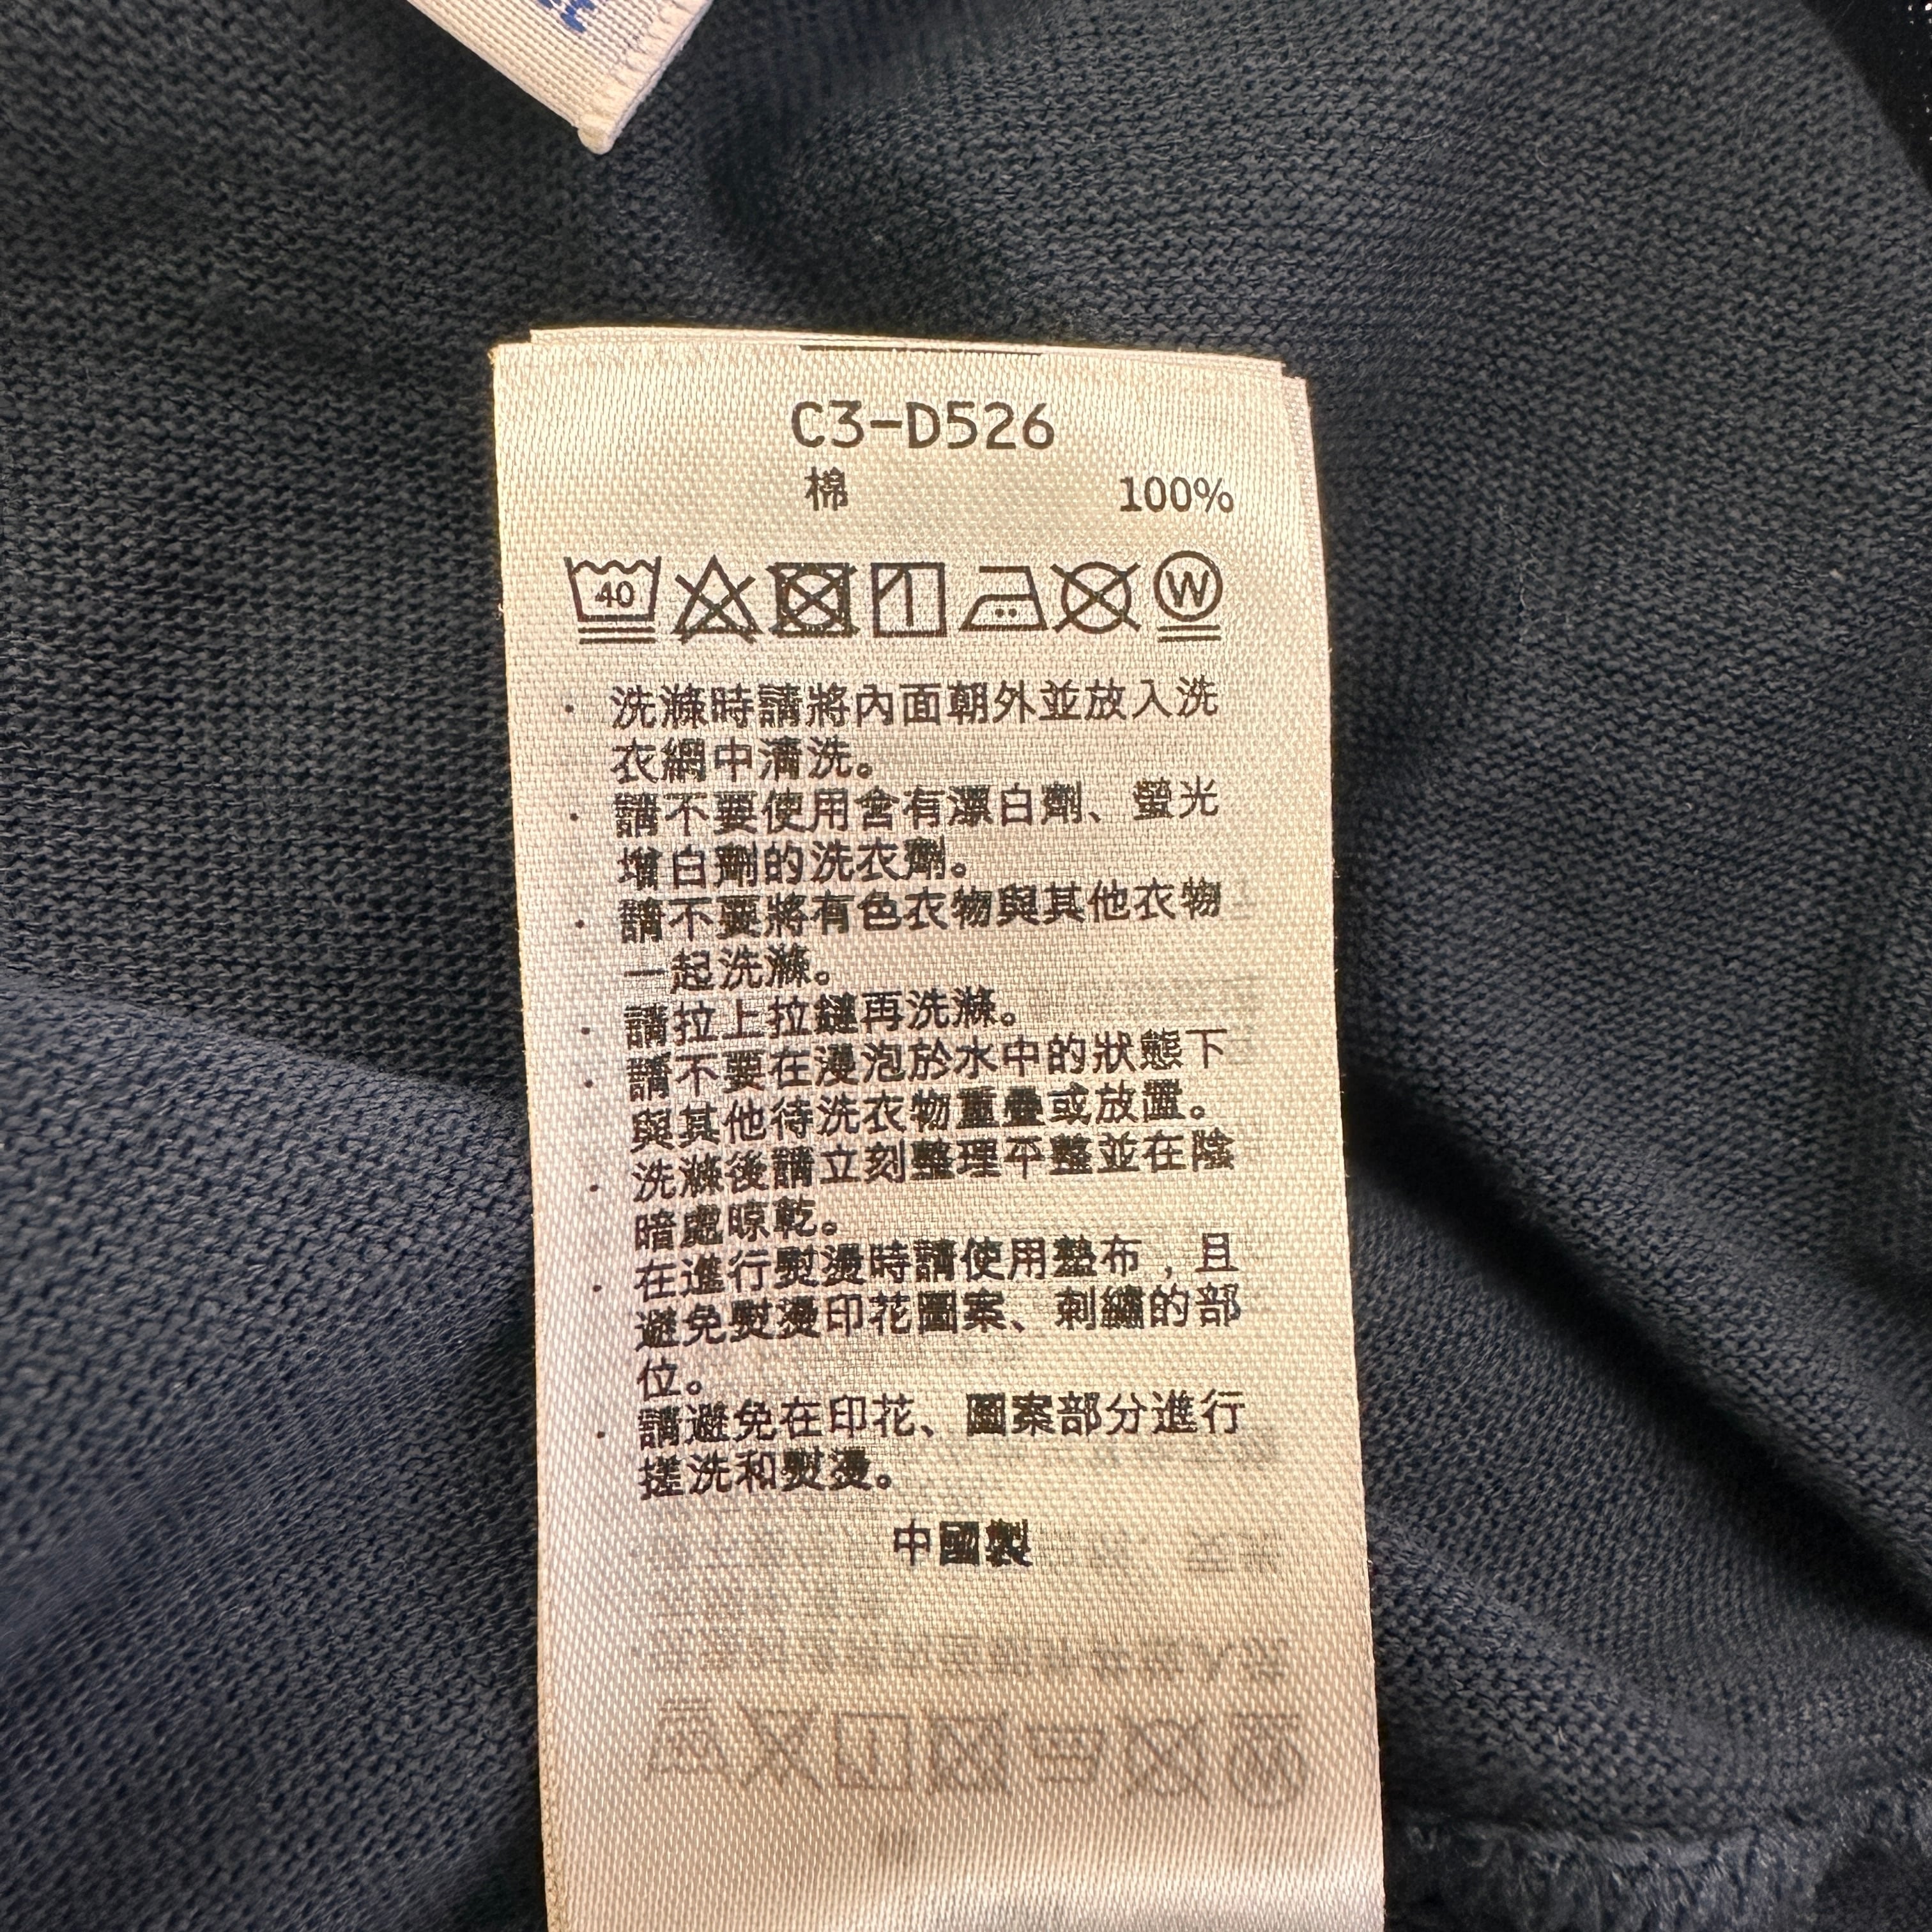 C3-D526
棉 100%
40 W
· 洗滌時請將內面朝外並放入洗
衣網中清洗。
· 請不要使用含有漂白劑、螢光
增白劑的洗衣劑。
· 請不要將有色衣物與其他衣物
一起洗滌。
· 請拉上拉鏈再洗滌。
· 請不要在浸泡於水中的狀態下
與其他待洗衣物重疊或放置。
· 洗滌後請立刻整理平整並在陰
暗處晾乾。
· 在進行熨燙時請使用墊布，且
避免熨燙印花圖案、刺繡的部
位。
· 請避免在印花、圖案部分進行
搓洗和熨燙。
中國製